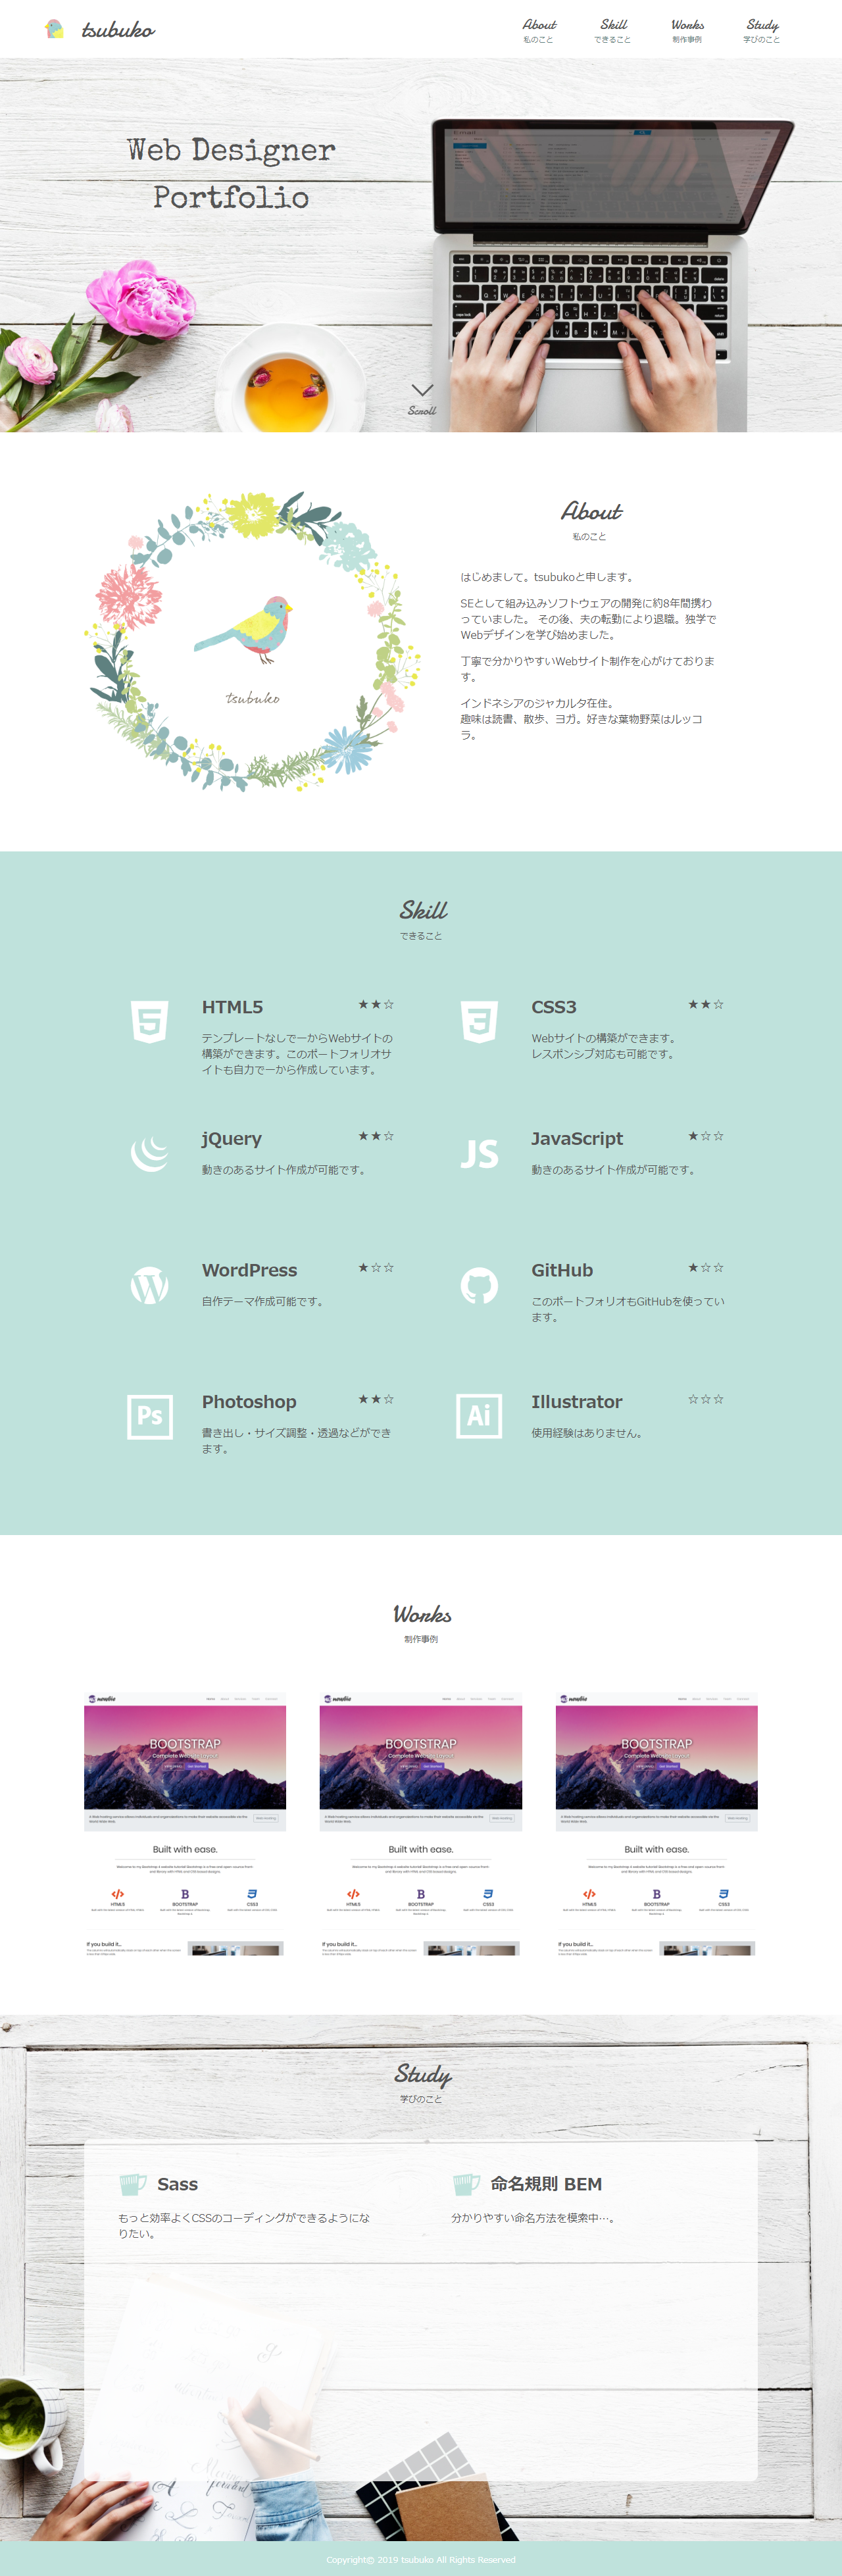 tsubuko
About
Skill
Works
Study
私のこと
できること
制作事例
学びのこと
Web Designer
Portfolio
Scroll
About
私のこと
はじめまして。tsubukoと申します。
SEとして組み込みソフトウェアの開発に約8年間携わ
っていました。 その後、夫の転勤により退職。独学で
Webデザインを学び始めました。
丁寧で分かりやすいWebサイト制作を心がけておりま
す。
インドネシアのジャカルタ在住。
趣味は読書、散歩、ヨガ。好きな葉物野菜はルッコ
ラ。
tsubuko
Skill
できること
HTML5 ★★☆
テンプレートなしで一からWebサイトの
構築ができます。このポートフォリオサ
イトも自力で一から作成しています。
CSS3 ★★☆
Webサイトの構築ができます。
レスポンシブ対応も可能です。
jQuery ★★☆
動きのあるサイト作成が可能です。
JS
JavaScript ★☆☆
動きのあるサイト作成が可能です。
WordPress ★☆☆
自作テーマ作成可能です。
GitHub ★☆☆
このポートフォリオもGitHubを使ってい
ます。
Ps
Photoshop ★★☆
書き出し・サイズ調整・透過などができ
ます。
Ai
Illustrator ☆☆☆
使用経験はありません。
Works
制作事例
newbie
BOOTSTRAP
Complete Website Layout
Built with ease.
HTML5
BOOTSTRAP
CSS3
If you build it...
newbie
BOOTSTRAP
Complete Website Layout
Built with ease.
HTML5
BOOTSTRAP
CSS3
If you build it...
newbie
BOOTSTRAP
Complete Website Layout
Built with ease.
HTML5
BOOTSTRAP
CSS3
If you build it...
Study
学びのこと
Sass
もっと効率よくCSSのコーディングができるようにな
りたい。
命名規則 BEM
分かりやすい命名方法を模索中…。
Copyright© 2019 tsubuko All Rights Reserved